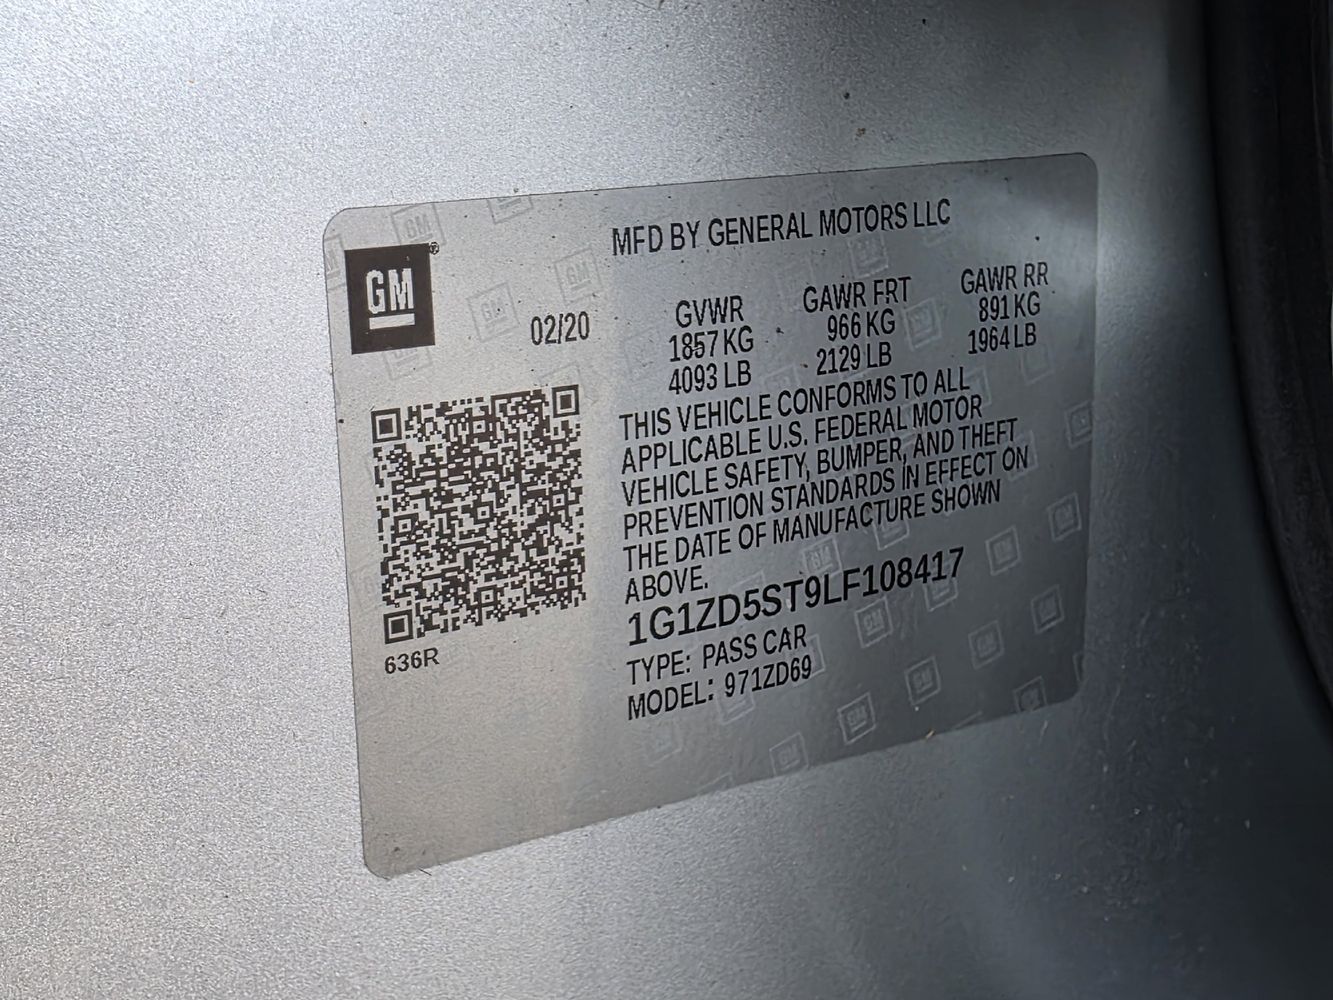 GM
MFD BY GENERAL MOTORS LLC
02/20
GVWR GAWR FRT GAWR RR
1857 KG 966 KG 891 KG
4093 LB 2129 LB 1964 LB
THIS VEHICLE CONFORMS TO ALL
APPLICABLE U.S. FEDERAL MOTOR
VEHICLE SAFETY, BUMPER, AND THEFT
PREVENTION STANDARDS IN EFFECT ON
THE DATE OF MANUFACTURE SHOWN
ABOVE.
1G1ZD5ST9LF108417
TYPE: PASS CAR
MODEL: 971ZD69
636R